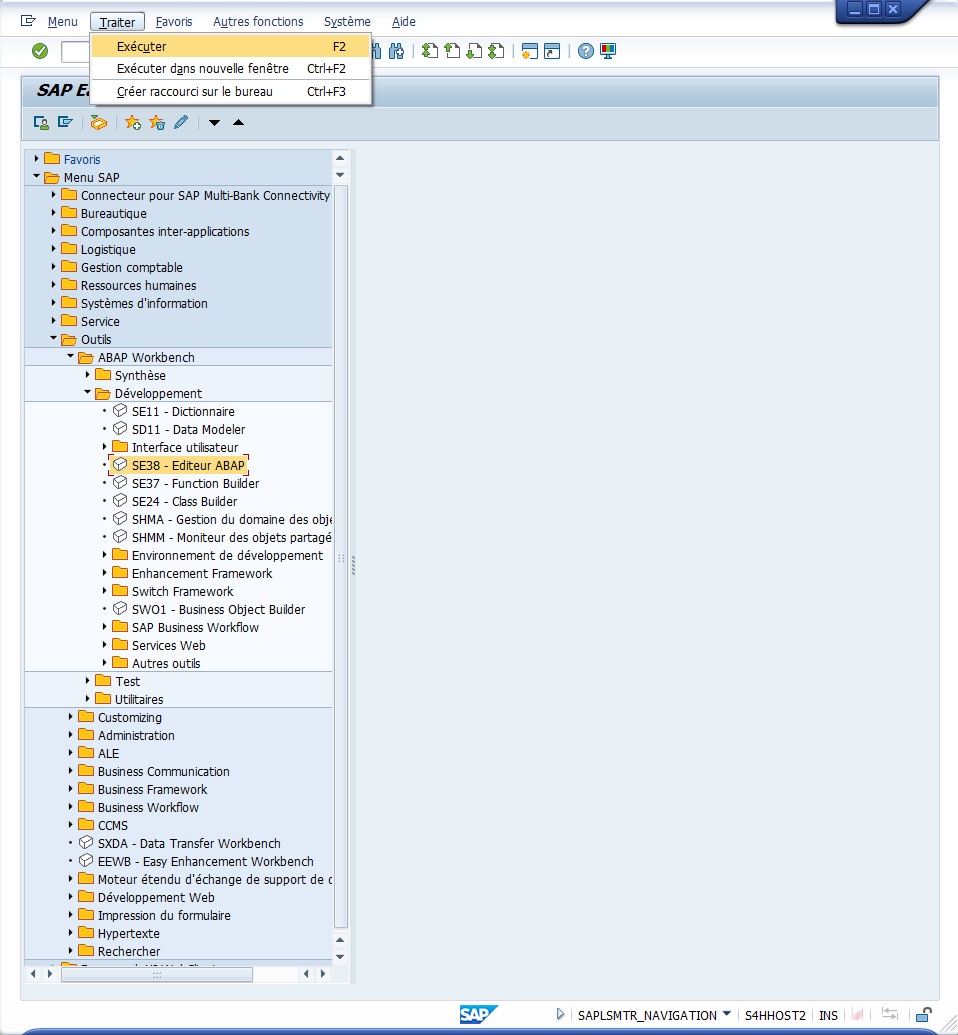 Menu Traiter Favoris Autres fonctions Système Aide
Exécuter F2
Exécuter dans nouvelle fenêtre Ctrl+F2
Créer raccourci sur le bureau Ctrl+F3
SAP Ea
Favoris
Menu SAP
Connecteur pour SAP Multi-Bank Connectivity
Bureautique
Composantes inter-applications
Logistique
Gestion comptable
Ressources humaines
Systèmes d'information
Service
Outils
ABAP Workbench
Synthèse
Développement
SE11 - Dictionnaire
SD11 - Data Modeler
Interface utilisateur
SE38 - Editeur ABAP
SE37 - Function Builder
SE24 - Class Builder
SHMA - Gestion du domaine des obje
SHMM - Moniteur des objets partagé
Environnement de développement
Enhancement Framework
Switch Framework
SWO1 - Business Object Builder
SAP Business Workflow
Services Web
Autres outils
Test
Utilitaires
Customizing
Administration
ALE
Business Communication
Business Framework
Business Workflow
CCMS
SXDA - Data Transfer Workbench
EEWB - Easy Enhancement Workbench
Moteur étendu d'échange de support de d
Développement Web
Impression du formulaire
Hypertexte
Rechercher
SAP SAPLSMTR_NAVIGATION S4HHOST2 INS